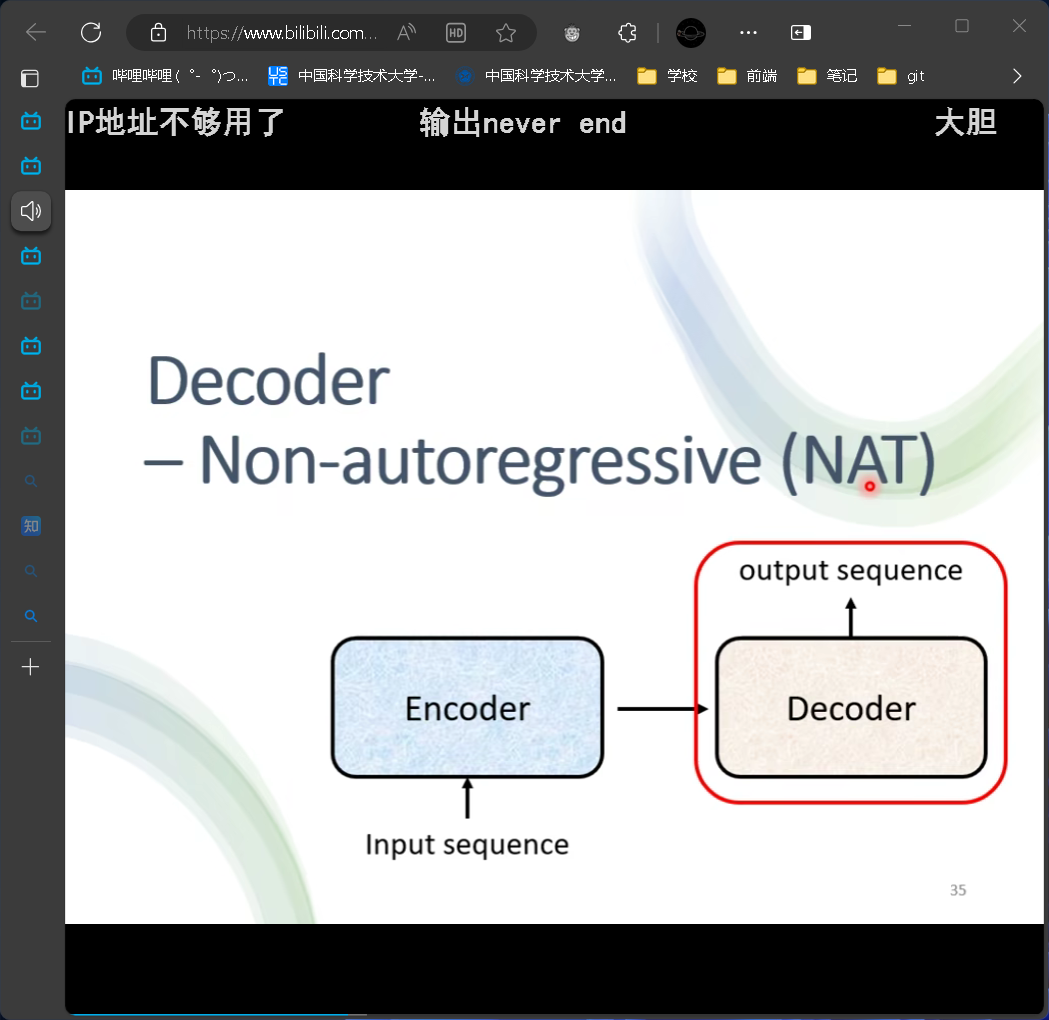 https://www.bilibili.com...
A
HD
哔哩哔哩 (゜-゜)つ...
USTC
中国科学技术大学-...
中国科学技术大学...
学校
前端
笔记
git
IP地址不够用了
输出never end
大胆
知
Decoder
– Non-autoregressive (NAT)
output sequence
Encoder
Decoder
Input sequence
35